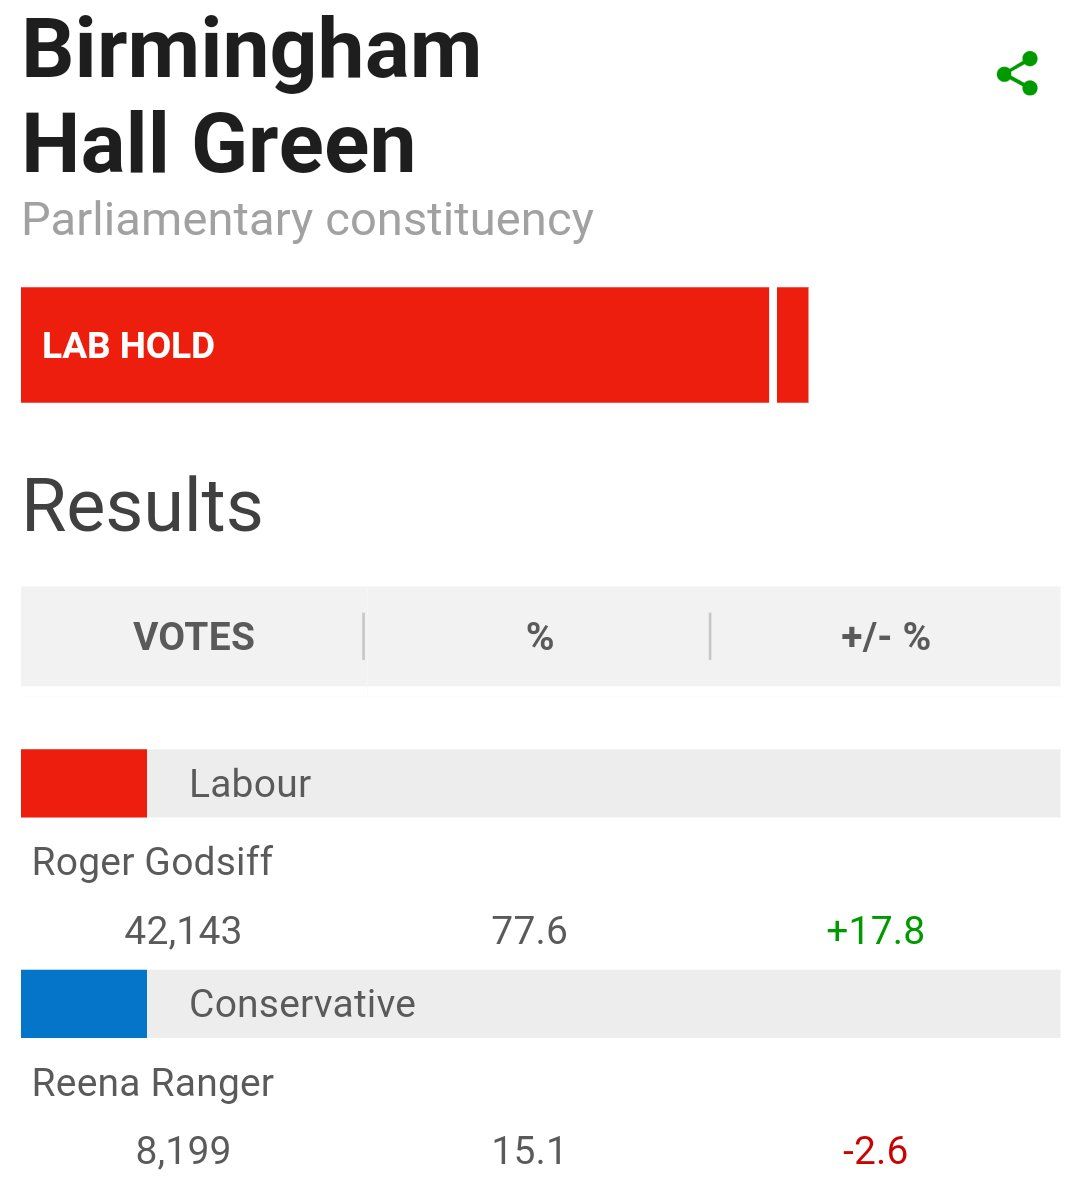 Birmingham
Hall Green
Parliamentary constituency
LAB HOLD
Results
VOTES % +/- %
Labour
Roger Godsiff
42,143 77.6 +17.8
Conservative
Reena Ranger
8,199 15.1 -2.6